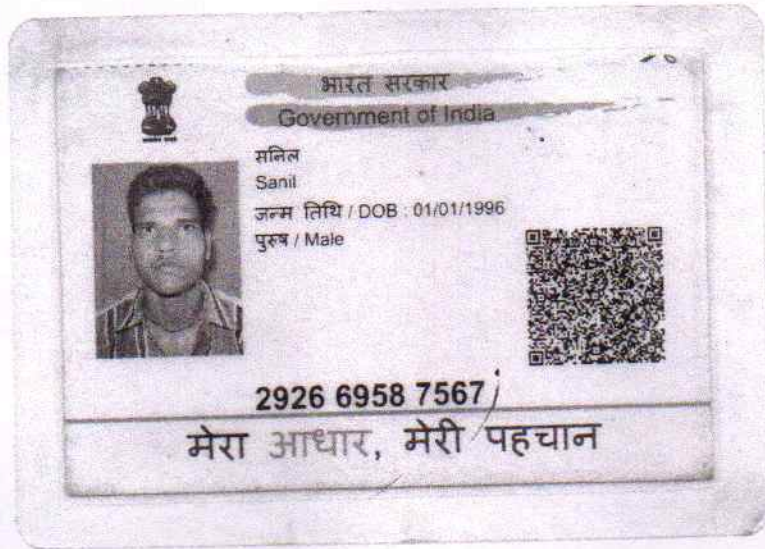 भारत सरकार
Government of India
सनिल
Sanil
जन्म तिथि / DOB : 01/01/1996
पुरुष / Male
2926 6958 7567
मेरा आधार, मेरी पहचान